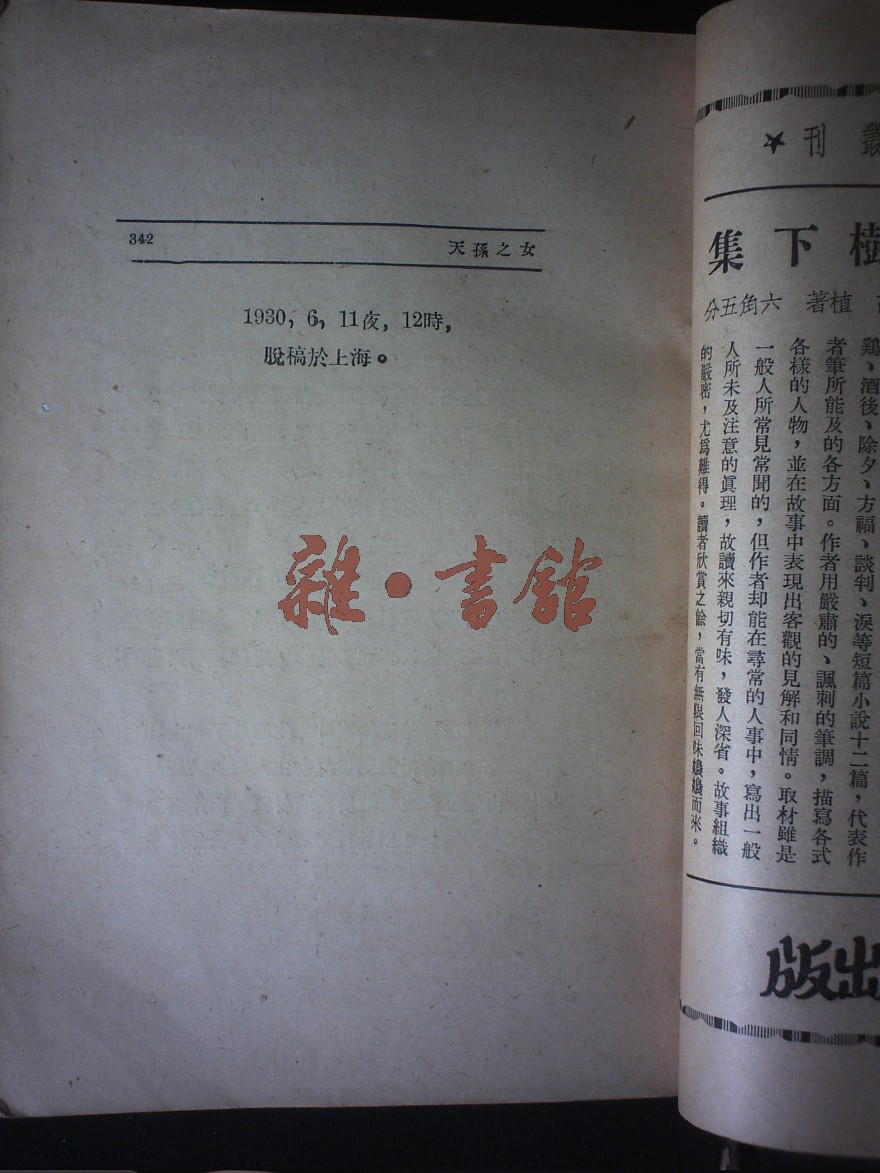 342
天孫之女
1930, 6, 11夜, 12時,
脫稿於上海。
雜·書館
叢刊★
樹下集
植著 六角五分
鷄、酒後、除夕、方福、談判、淚等短篇小說十二篇，代表作
者筆所能及的各方面。作者用嚴肅的、諷刺的筆調，描寫各式
各樣的人物，並在故事中表現出客觀的見解和同情。取材雖是
一般人所常見常聞的，但作者却能在尋常的人事中，寫出一般
人所未及注意的眞理，故讀來親切有味，發人深省。故事組織
的嚴密，尤爲難得。讀者欣賞之餘，當有無限回味裊裊而來。
出版